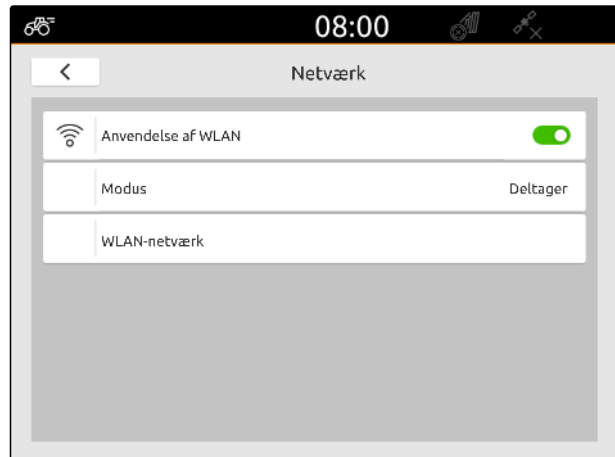 08:00
Netværk
Anvendelse af WLAN
Modus Deltager
WLAN-netværk